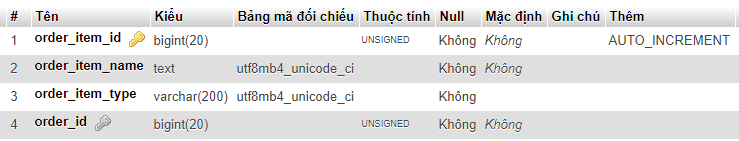 # Tên Kiểu Bảng mã đối chiếu Thuộc tính Null Mặc định Ghi chú Thêm
1 order_item_id bigint(20) UNSIGNED Không Không AUTO_INCREMENT
2 order_item_name text utf8mb4_unicode_ci Không Không
3 order_item_type varchar(200) utf8mb4_unicode_ci Không
4 order_id bigint(20) UNSIGNED Không Không